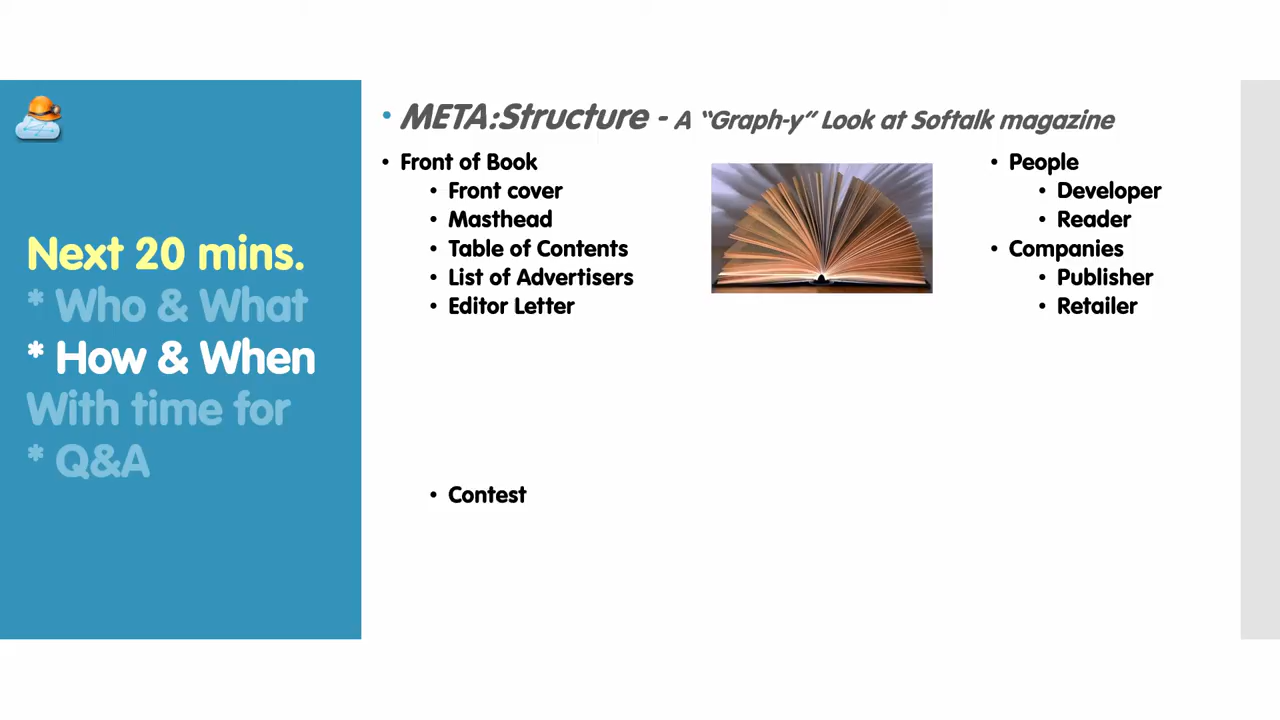 Next 20 mins.
* Who & What
* How & When
With time for
* Q&A
• META:Structure - A “Graph-y” Look at Softalk magazine
• Front of Book
• Front cover
• Masthead
• Table of Contents
• List of Advertisers
• Editor Letter
• Contest
• People
• Developer
• Reader
• Companies
• Publisher
• Retailer